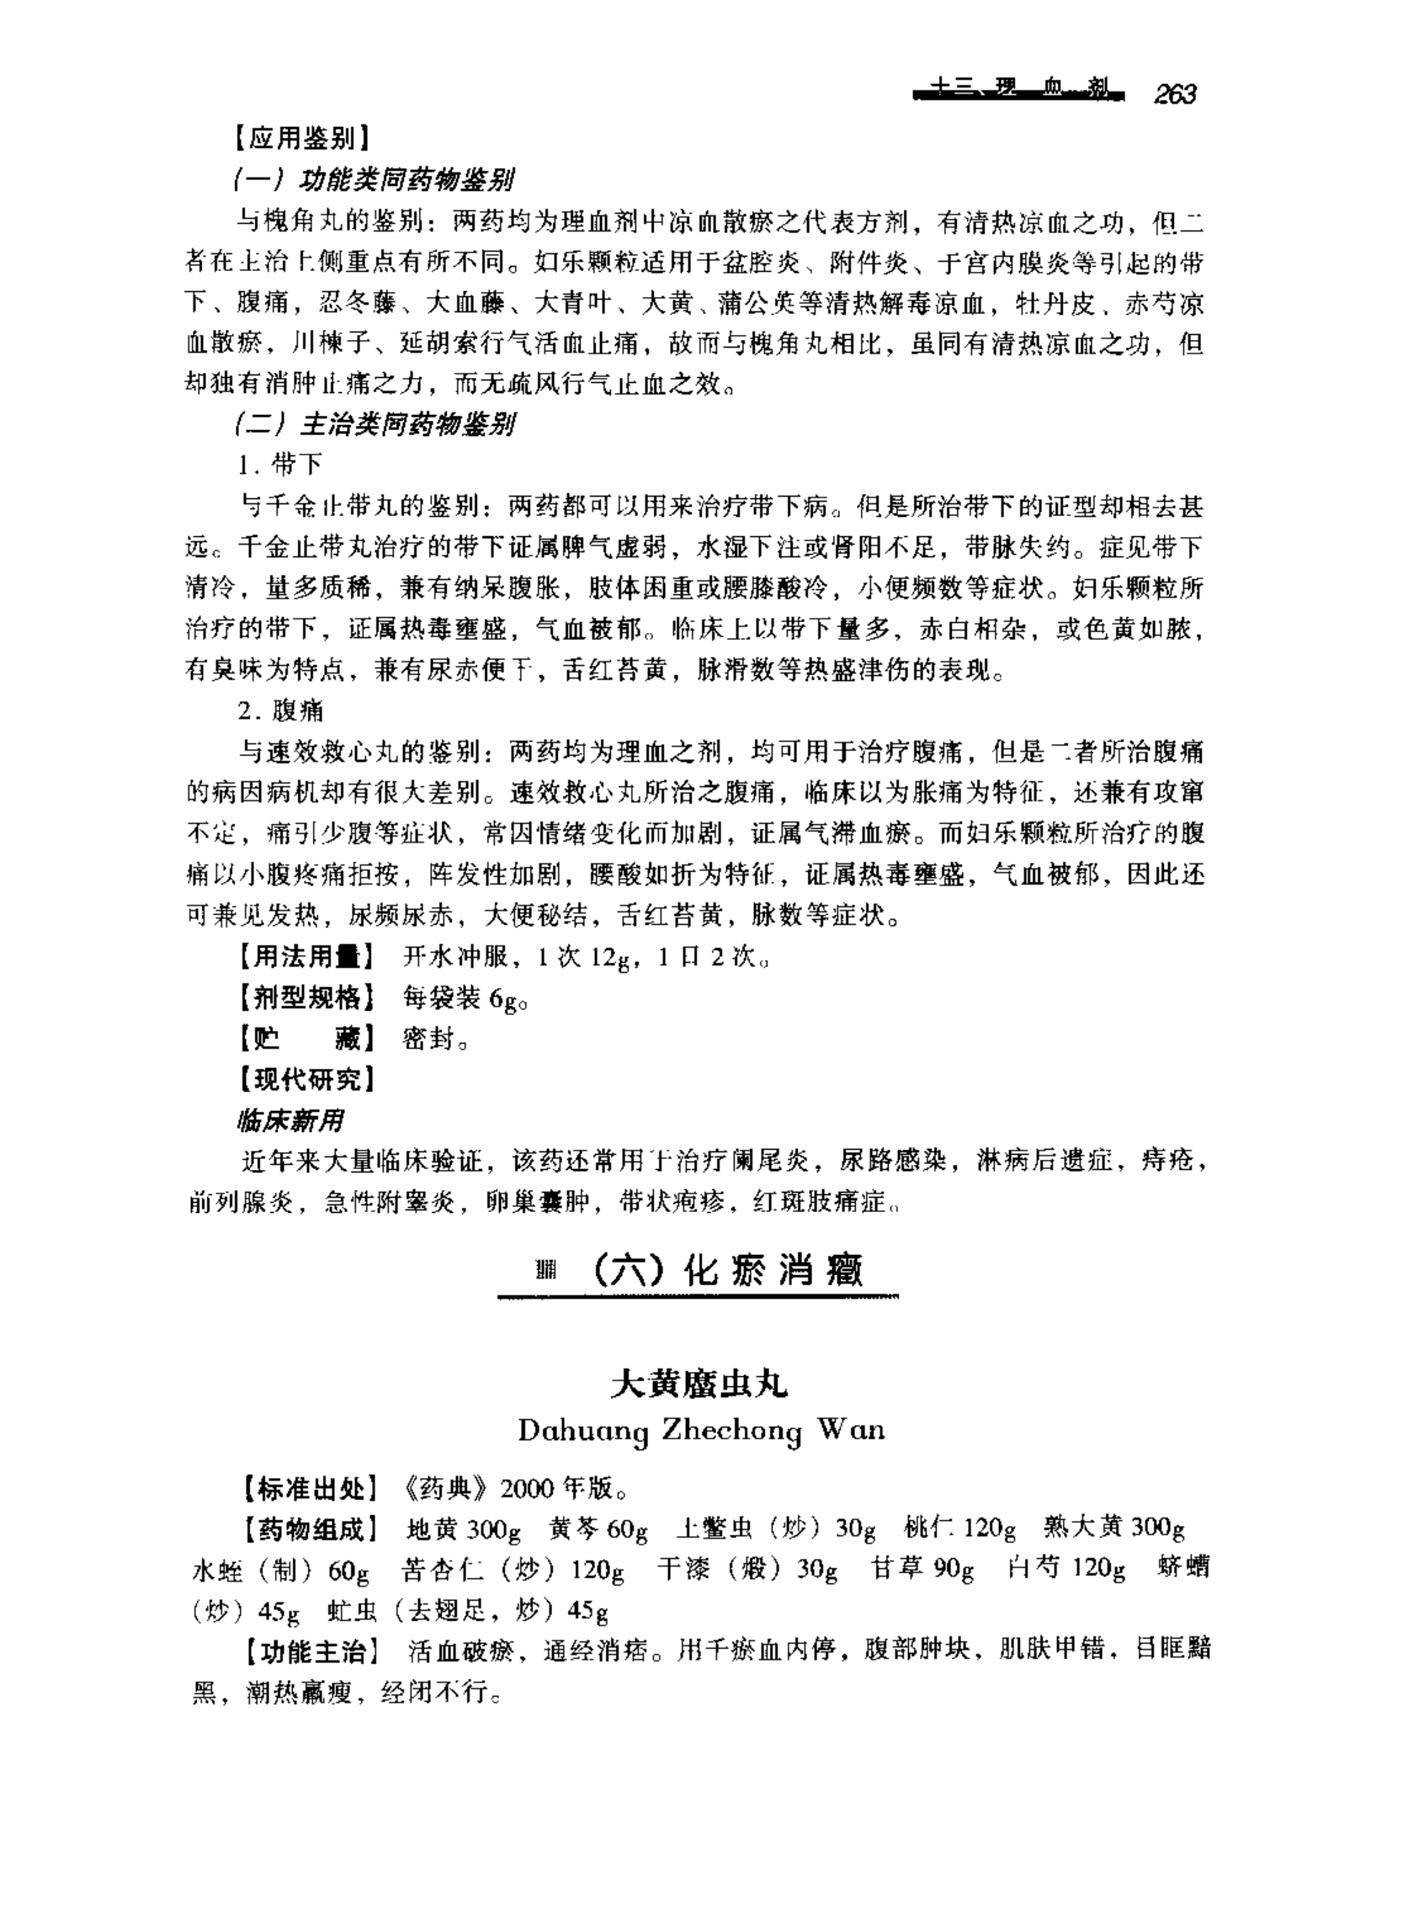 十三、理血剂 263
【应用鉴别】
（一）功能类同药物鉴别
与槐角丸的鉴别：两药均为理血剂中凉血散瘀之代表方剂，有清热凉血之功，但二
者在主治上侧重点有所不同。妇乐颗粒适用于盆腔炎、附件炎、子宫内膜炎等引起的带
下、腹痛，忍冬藤、大血藤、大青叶、大黄、蒲公英等清热解毒凉血，牡丹皮、赤芍凉
血散瘀，川楝子、延胡索行气活血止痛，故而与槐角丸相比，虽同有清热凉血之功，但
却独有消肿止痛之力，而无疏风行气止血之效。
（二）主治类同药物鉴别
1. 带下
与千金止带丸的鉴别：两药都可以用来治疗带下病。但是所治带下的证型却相去甚
远。千金止带丸治疗的带下证属脾气虚弱，水湿下注或肾阳不足，带脉失约。症见带下
清冷，量多质稀，兼有纳呆腹胀，肢体困重或腰膝酸冷，小便频数等症状。妇乐颗粒所
治疗的带下，证属热毒壅盛，气血被郁。临床上以带下量多，赤白相杂，或色黄如脓，
有臭味为特点，兼有尿赤便干，舌红苔黄，脉滑数等热盛津伤的表现。
2. 腹痛
与速效救心丸的鉴别：两药均为理血之剂，均可用于治疗腹痛，但是二者所治腹痛
的病因病机却有很大差别。速效救心丸所治之腹痛，临床以为胀痛为特征，还兼有攻窜
不定，痛引少腹等症状，常因情绪变化而加剧，证属气滞血瘀。而妇乐颗粒所治疗的腹
痛以小腹疼痛拒按，阵发性加剧，腰酸如折为特征，证属热毒壅盛，气血被郁，因此还
可兼见发热，尿频尿赤，大便秘结，舌红苔黄，脉数等症状。
【用法用量】 开水冲服，1 次 12g，1 日 2 次。
【剂型规格】 每袋装 6g。
【贮　　藏】 密封。
【现代研究】
临床新用
近年来大量临床验证，该药还常用于治疗阑尾炎，尿路感染，淋病后遗症，痔疮，
前列腺炎，急性附睾炎，卵巢囊肿，带状疱疹，红斑肢痛症。
（六）化瘀消癥
大黄䗪虫丸
Dahuang Zhechong Wan
【标准出处】《药典》2000 年版。
【药物组成】 地黄 300g 黄芩 60g 土鳖虫（炒）30g 桃仁 120g 熟大黄 300g
水蛭（制）60g 苦杏仁（炒）120g 干漆（煅）30g 甘草 90g 白芍 120g 蛴螬
（炒）45g 虻虫（去翅足，炒）45g
【功能主治】 活血破瘀，通经消痞。用于瘀血内停，腹部肿块，肌肤甲错，目眶黯
黑，潮热羸瘦，经闭不行。